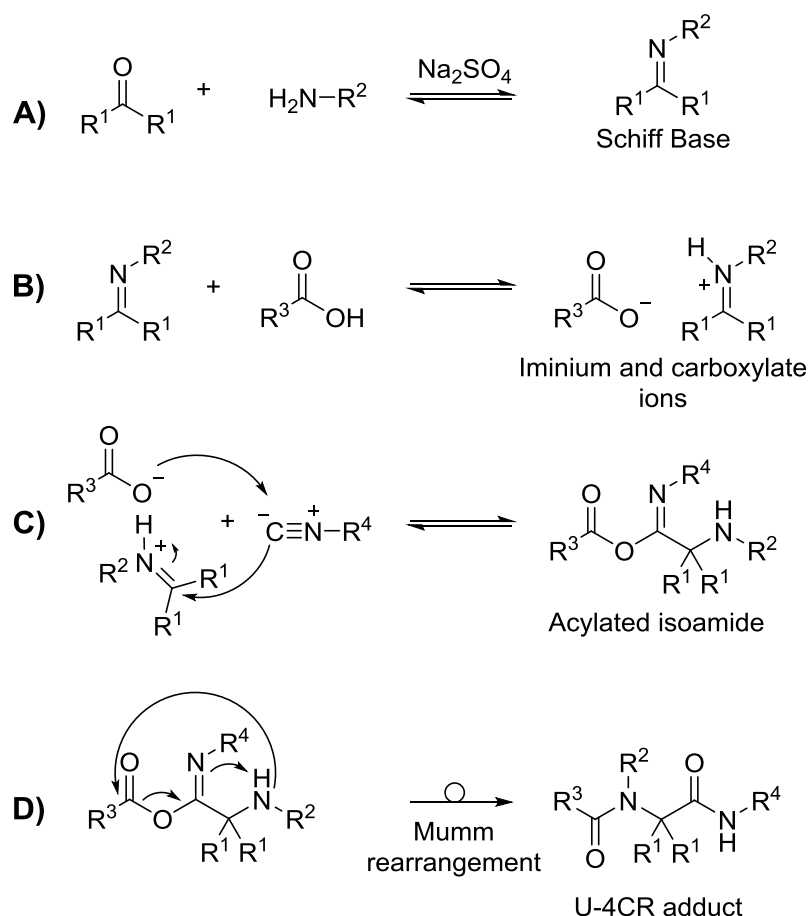 A)
O
R¹ R¹
+
H₂N–R²
Na₂SO₄
N R²
R¹ R¹
Schiff Base
B)
N R²
R¹ R¹
+
O
R³ OH
O
R³ O⁻
H N⁺ R²
R¹ R¹
Iminium and carboxylate
ions
C)
O
R³ O⁻
H
R² N⁺
R¹
R¹
+
⁻C≡N⁺–R⁴
O
R³ O
N R⁴
H
N
R²
R¹ R¹
Acylated isoamide
D)
O
R³ O
N R⁴
H
N
R²
R¹ R¹
Mumm
rearrangement
R²
R³ N
O
O
N R⁴
H
R¹ R¹
U-4CR adduct